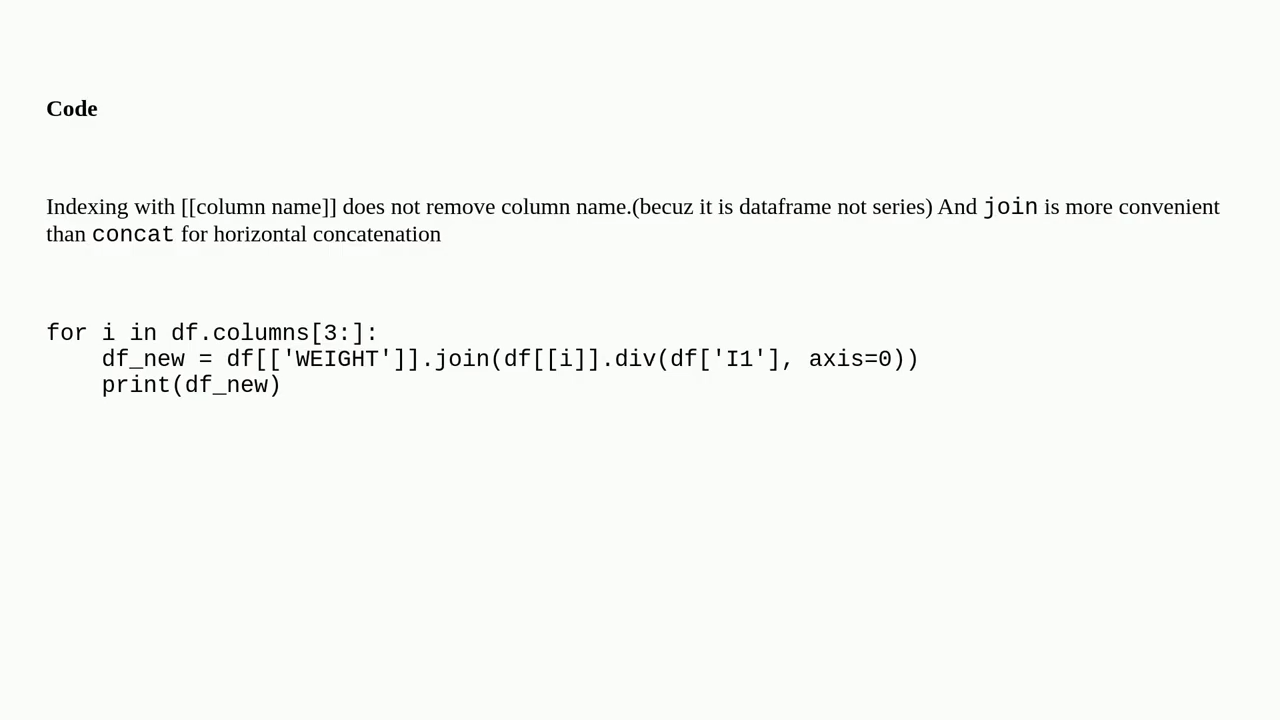 Code
Indexing with [[column name]] does not remove column name.(becuz it is dataframe not series) And join is more convenient
than concat for horizontal concatenation
for i in df.columns[3:]:
    df_new = df[['WEIGHT']].join(df[[i]].div(df['I1'], axis=0))
    print(df_new)